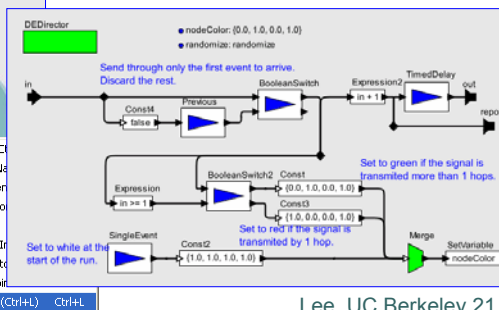 DEDirector
nodeColor: {0.0, 1.0, 0.0, 1.0}
randomize: randomize
Send through only the first event to arrive.
Discard the rest.
in
Const4
false
Previous
BooleanSwitch
Expression2
in + 1
TimedDelay
out
repo
Expression
in >= 1
BooleanSwitch2
Const
{0.0, 1.0, 0.0, 1.0}
Const3
{1.0, 0.0, 0.0, 1.0}
Set to green if the signal is
transmited more than 1 hops.
Set to red if the signal is
transmited by 1 hop.
Set to white at the
start of the run.
SingleEvent
Const2
{1.0, 1.0, 1.0, 1.0}
Merge
SetVariable
nodeColor
(Ctrl+L) Ctrl+L
Lee, UC Berkeley 21